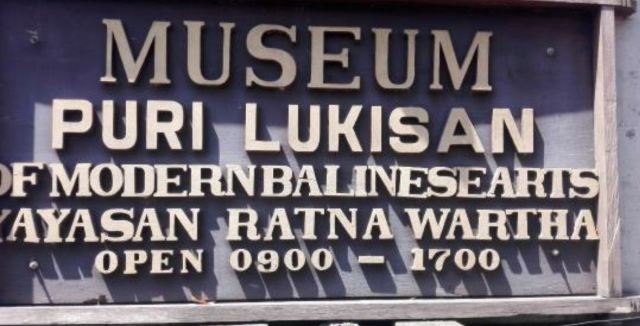 MUSEUM
PURI LUKISAN
OF MODERN BALINESE ARTS
YAYASAN RATNA WARTHA
OPEN 0900 – 1700